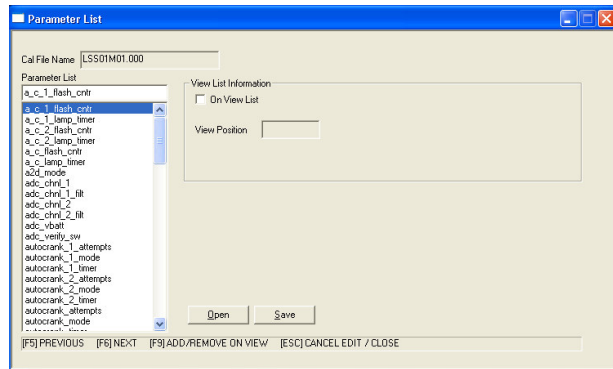 Parameter List
Cal File Name LSS01M01.000
Parameter List
a_c_1_flash_cntr
a_c_1_flash_cntr
a_c_1_lamp_timer
a_c_2_flash_cntr
a_c_2_lamp_timer
a_c_flash_cntr
a_c_lamp_timer
a2d_mode
adc_chnl_1
adc_chnl_1_filt
adc_chnl_2
adc_chnl_2_filt
adc_vbatt
adc_verify_sw
autocrank_1_attempts
autocrank_1_mode
autocrank_1_timer
autocrank_2_attempts
autocrank_2_mode
autocrank_2_timer
autocrank_attempts
autocrank_mode
View List Information
On View List
View Position
Open Save
[F5] PREVIOUS [F6] NEXT [F9] ADD/REMOVE ON VIEW [ESC] CANCEL EDIT / CLOSE